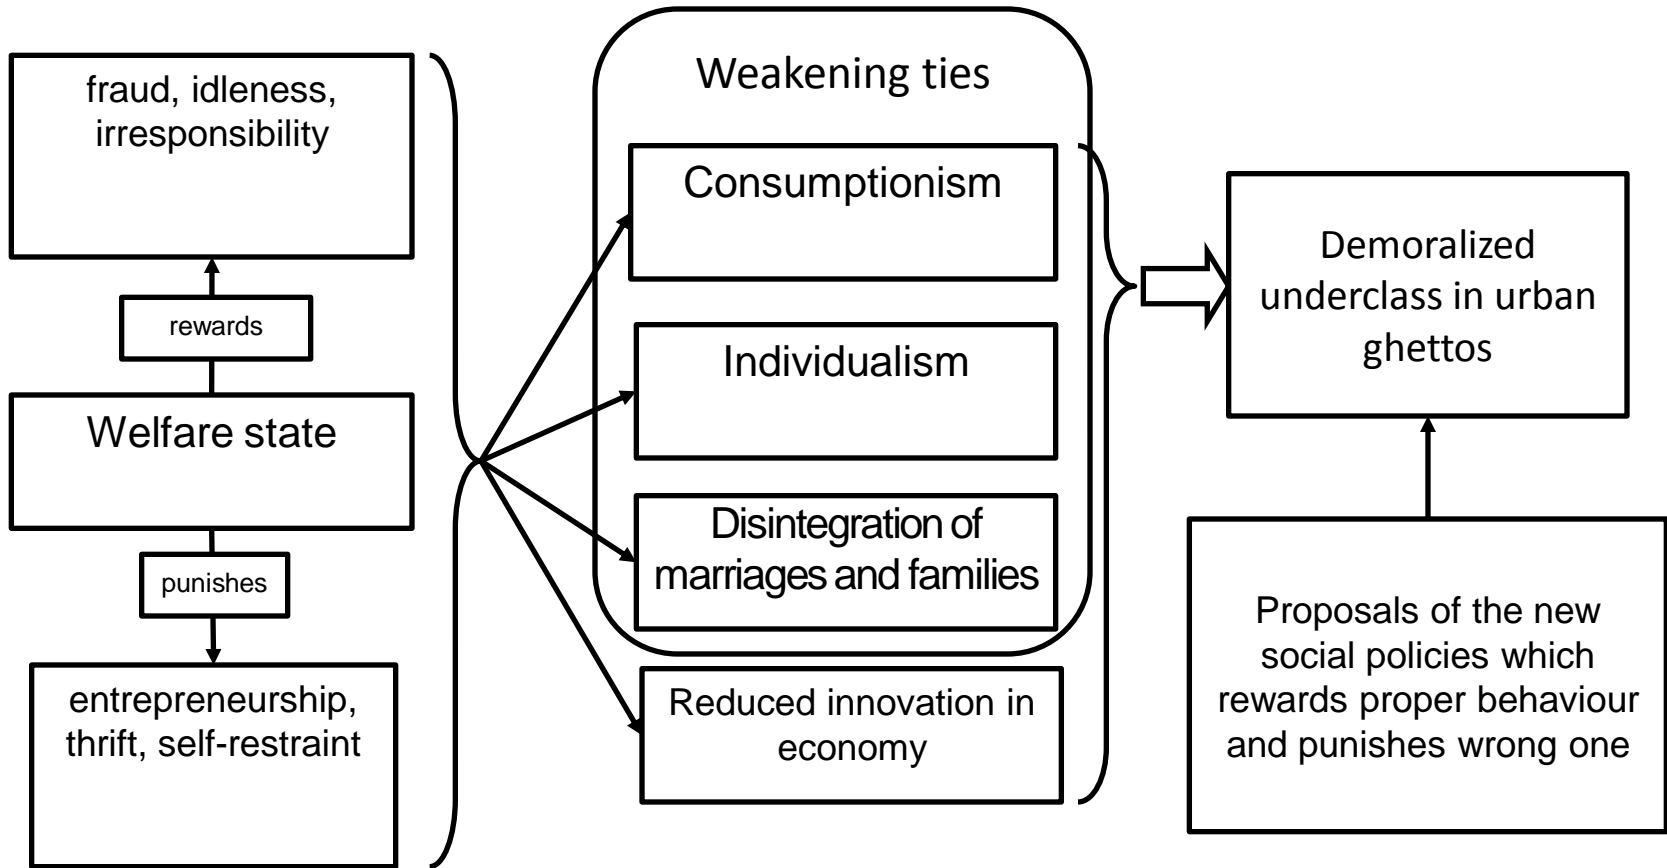 fraud, idleness,
irresponsibility
rewards
Welfare state
punishes
entrepreneurship,
thrift, self-restraint
Weakening ties
Consumptionism
Individualism
Disintegration of
marriages and families
Reduced innovation in
economy
Demoralized
underclass in urban
ghettos
Proposals of the new
social policies which
rewards proper behaviour
and punishes wrong one